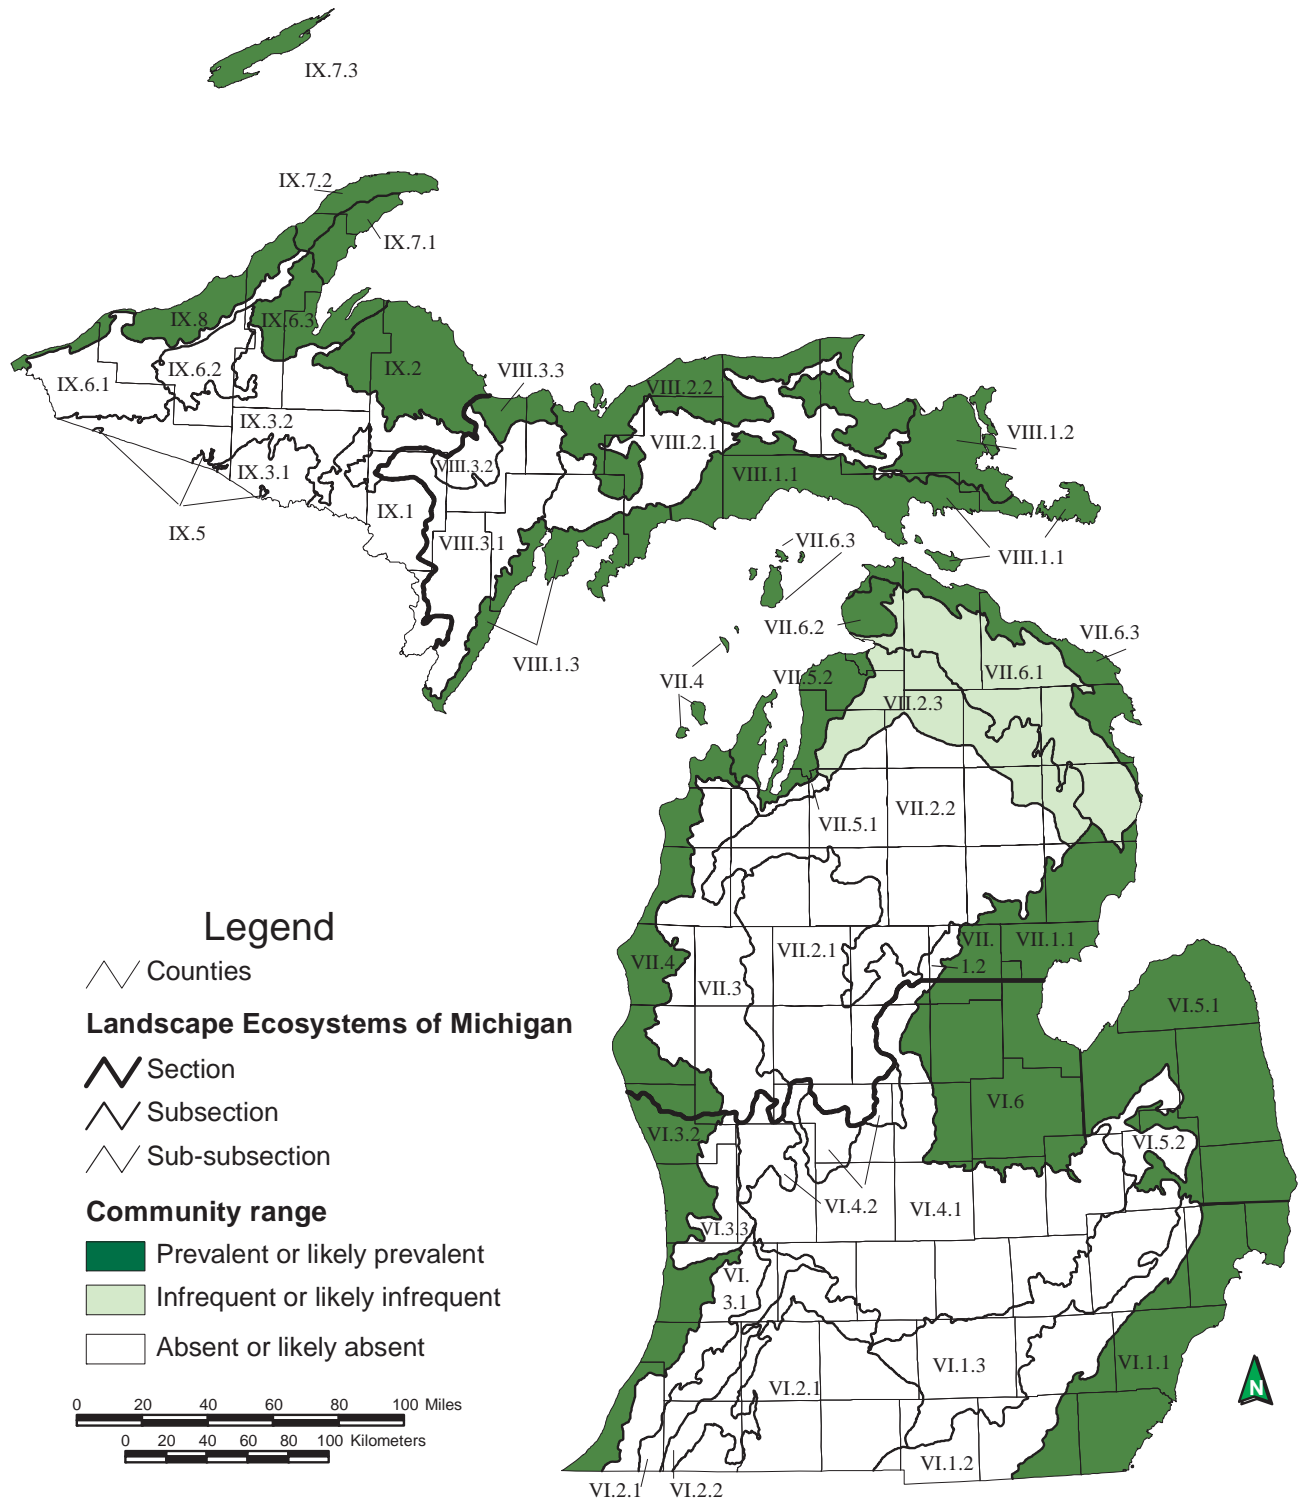 IX.7.3
IX.7.2
IX.7.1
IX.8
IX.6.3
IX.6.2
IX.6.1
IX.2
VIII.3.3
VIII.2.2
IX.3.2
VIII.2.1
VIII.1.2
IX.3.1
VIII.3.2
VIII.1.1
IX.1
IX.5
VIII.3.1
VII.6.3
VIII.1.1
VII.6.2
VII.6.3
VIII.1.3
VII.4
VII.5.2
VII.6.1
VII.2.3
VII.5.1
VII.2.2
Legend
Counties
Landscape Ecosystems of Michigan
Section
Subsection
Sub-subsection
Community range
Prevalent or likely prevalent
Infrequent or likely infrequent
Absent or likely absent
0 20 40 60 80 100 Miles
0 20 40 60 80 100 Kilometers
VII.4
VII.3
VII.2.1
VII.
1.2
VII.1.1
VI.5.1
VI.6
VI.3.2
VI.5.2
VI.4.2
VI.4.1
VI.3.3
VI.
3.1
VI.1.3
VI.1.1
VI.2.1
VI.1.2
VI.2.1
VI.2.2
N